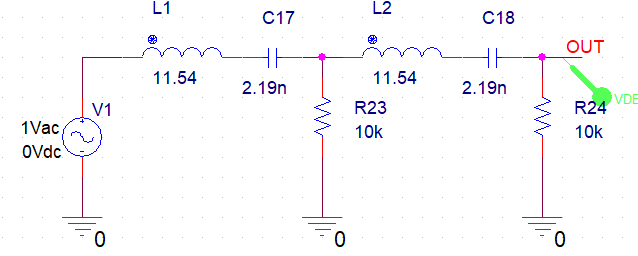 L1
C17
L2
C18
OUT
11.54
2.19n
11.54
2.19n
V1
R23
R24
VDB
1Vac
10k
10k
0Vdc
0
0
0